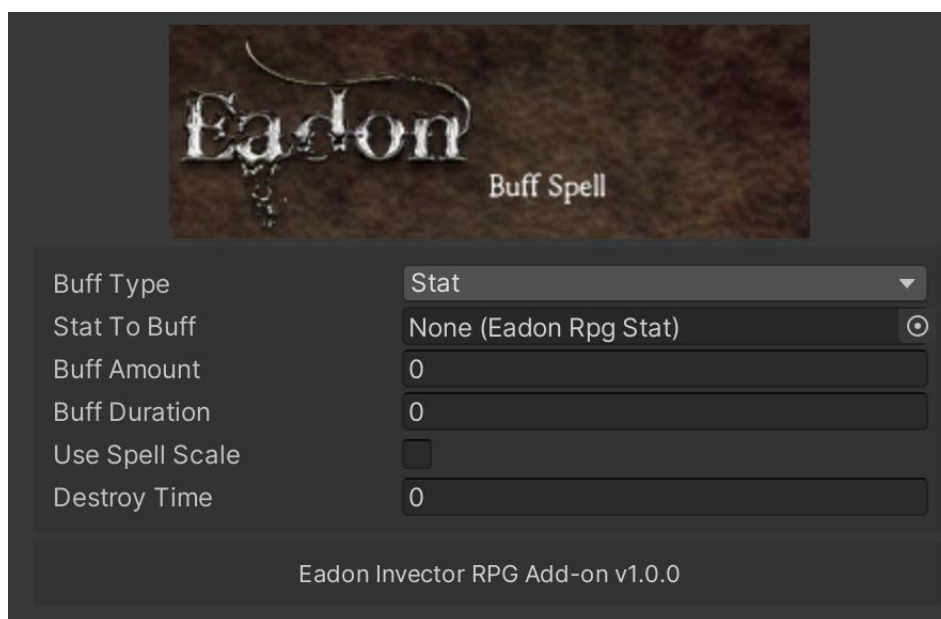 Eadon
Buff Spell
Buff Type Stat
Stat To Buff None (Eadon Rpg Stat)
Buff Amount 0
Buff Duration 0
Use Spell Scale
Destroy Time 0
Eadon Invector RPG Add-on v1.0.0